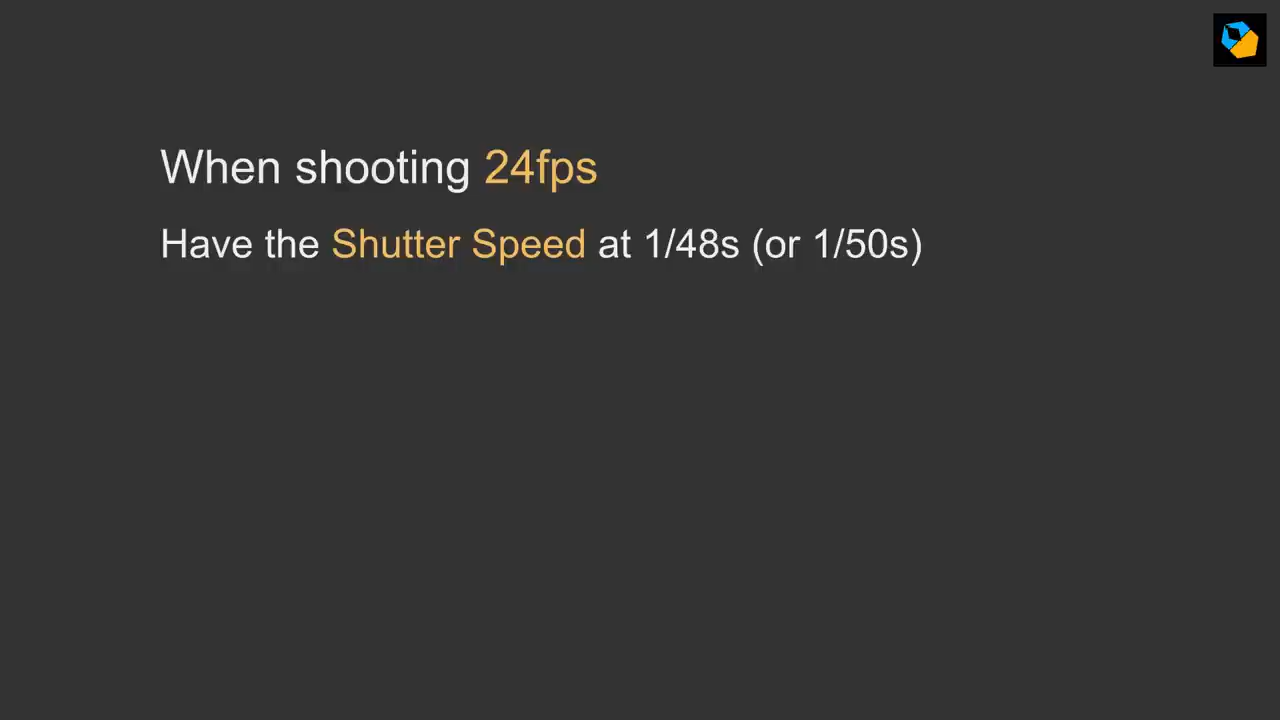 When shooting 24fps
Have the Shutter Speed at 1/48s (or 1/50s)